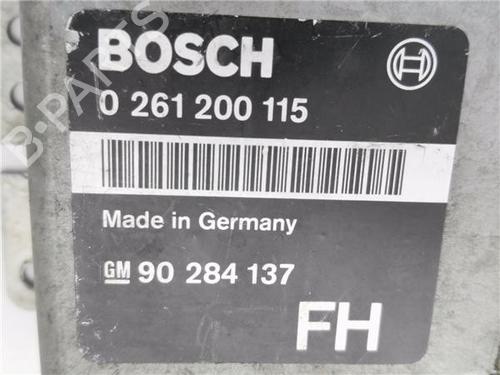 BOSCH
0 261 200 115
Made in Germany
GM 90 284 137
FH
B-PARTS